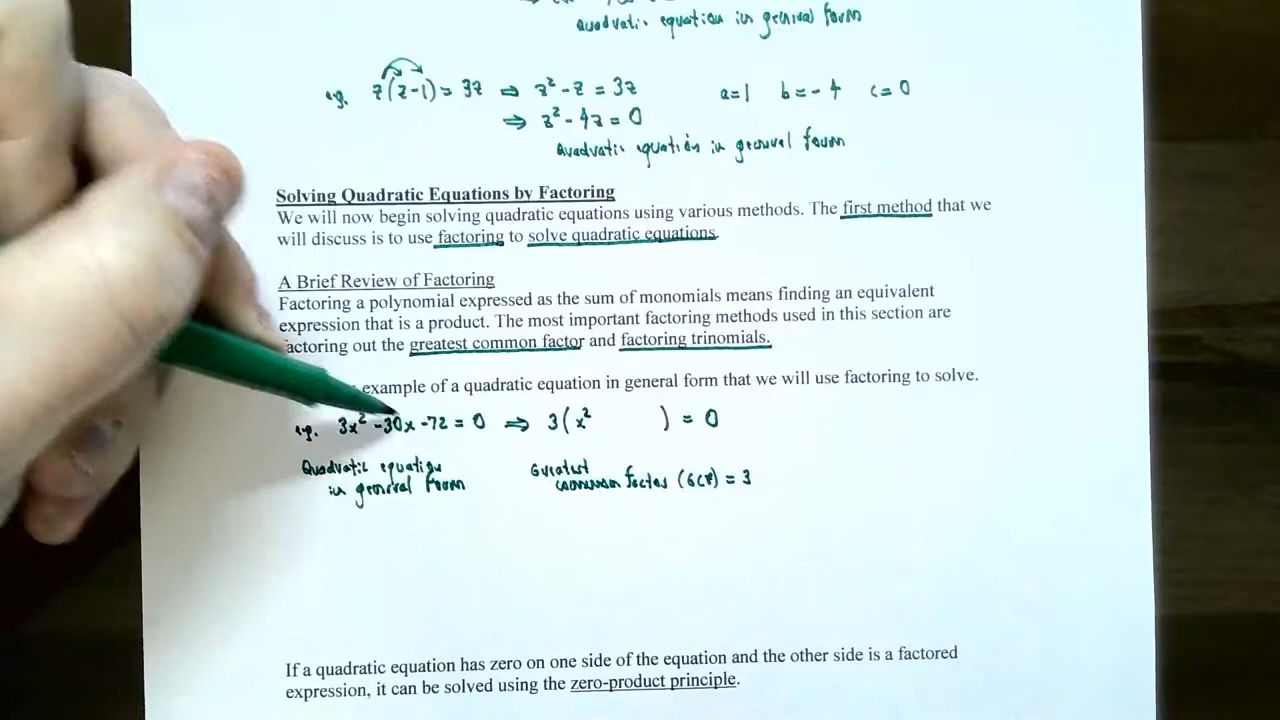 Quadratic equation in general form
e.g. z(z-1) = 3z ⇒ z² - z = 3z a=1 b=-4 c=0
⇒ z² - 4z = 0
Quadratic equation in general form
Solving Quadratic Equations by Factoring
We will now begin solving quadratic equations using various methods. The first method that we
will discuss is to use factoring to solve quadratic equations.
A Brief Review of Factoring
Factoring a polynomial expressed as the sum of monomials means finding an equivalent
expression that is a product. The most important factoring methods used in this section are
actoring out the greatest common factor and factoring trinomials.
example of a quadratic equation in general form that we will use factoring to solve.
e.g. 3x² -30x -72 = 0 ⇒ 3(x² ) = 0
Quadratic equation Greatest
in general form common factor (GCF) = 3
If a quadratic equation has zero on one side of the equation and the other side is a factored
expression, it can be solved using the zero-product principle.